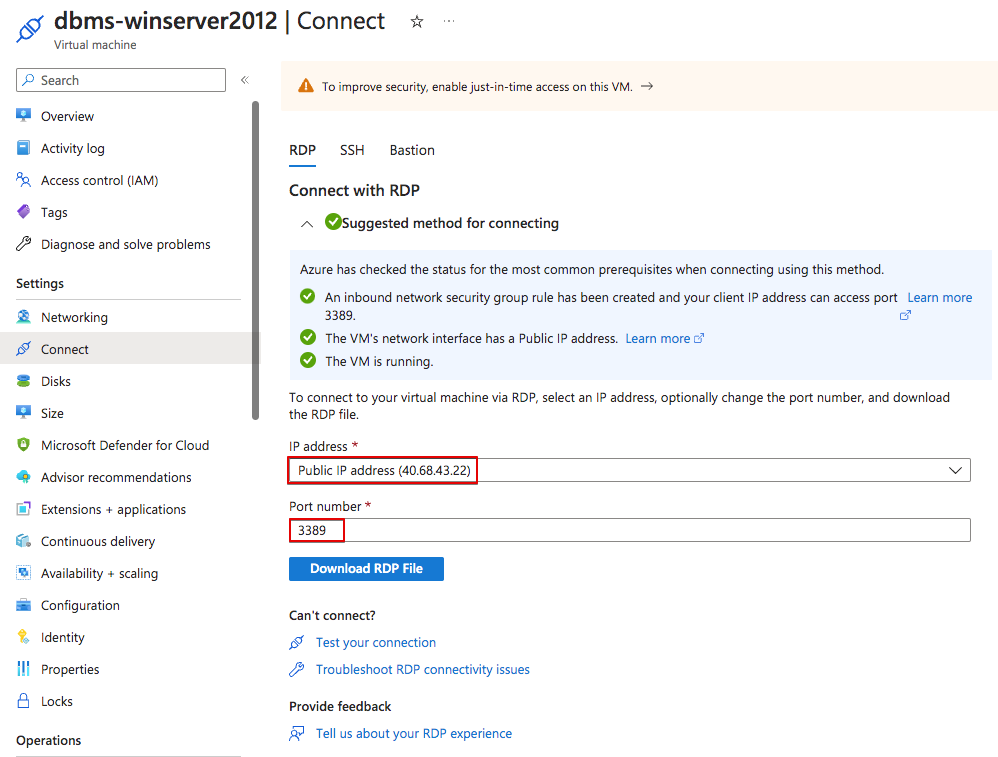 dbms-winserver2012 | Connect
Virtual machine
Search
Overview
Activity log
Access control (IAM)
Tags
Diagnose and solve problems
Settings
Networking
Connect
Disks
Size
Microsoft Defender for Cloud
Advisor recommendations
Extensions + applications
Continuous delivery
Availability + scaling
Configuration
Identity
Properties
Locks
Operations
To improve security, enable just-in-time access on this VM. →
RDP SSH Bastion
Connect with RDP
Suggested method for connecting
Azure has checked the status for the most common prerequisites when connecting using this method.
An inbound network security group rule has been created and your client IP address can access port Learn more
3389.
The VM's network interface has a Public IP address. Learn more
The VM is running.
To connect to your virtual machine via RDP, select an IP address, optionally change the port number, and download
the RDP file.
IP address *
Public IP address (40.68.43.22)
Port number *
3389
Download RDP File
Can't connect?
Test your connection
Troubleshoot RDP connectivity issues
Provide feedback
Tell us about your RDP experience